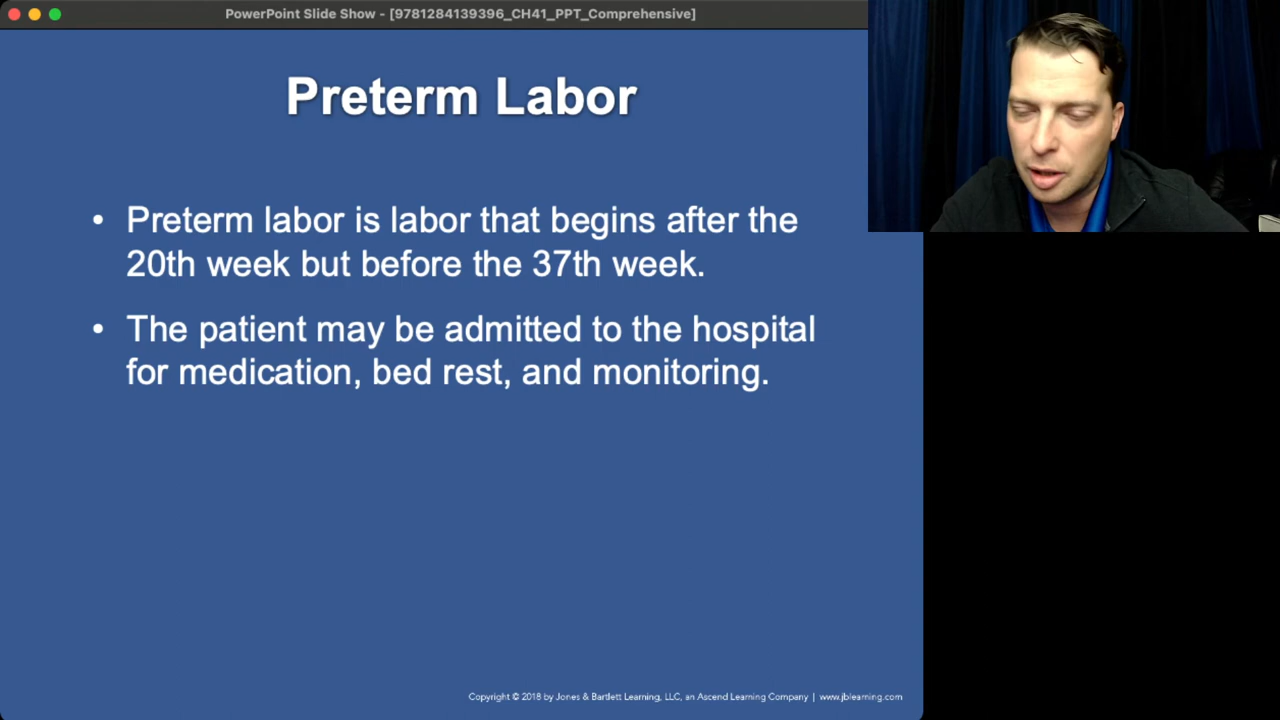 PowerPoint Slide Show - [9781284139396_CH41_PPT_Comprehensive]
Preterm Labor
• Preterm labor is labor that begins after the
20th week but before the 37th week.
• The patient may be admitted to the hospital
for medication, bed rest, and monitoring.
Copyright © 2018 by Jones & Bartlett Learning, LLC, an Ascend Learning Company | www.jblearning.com